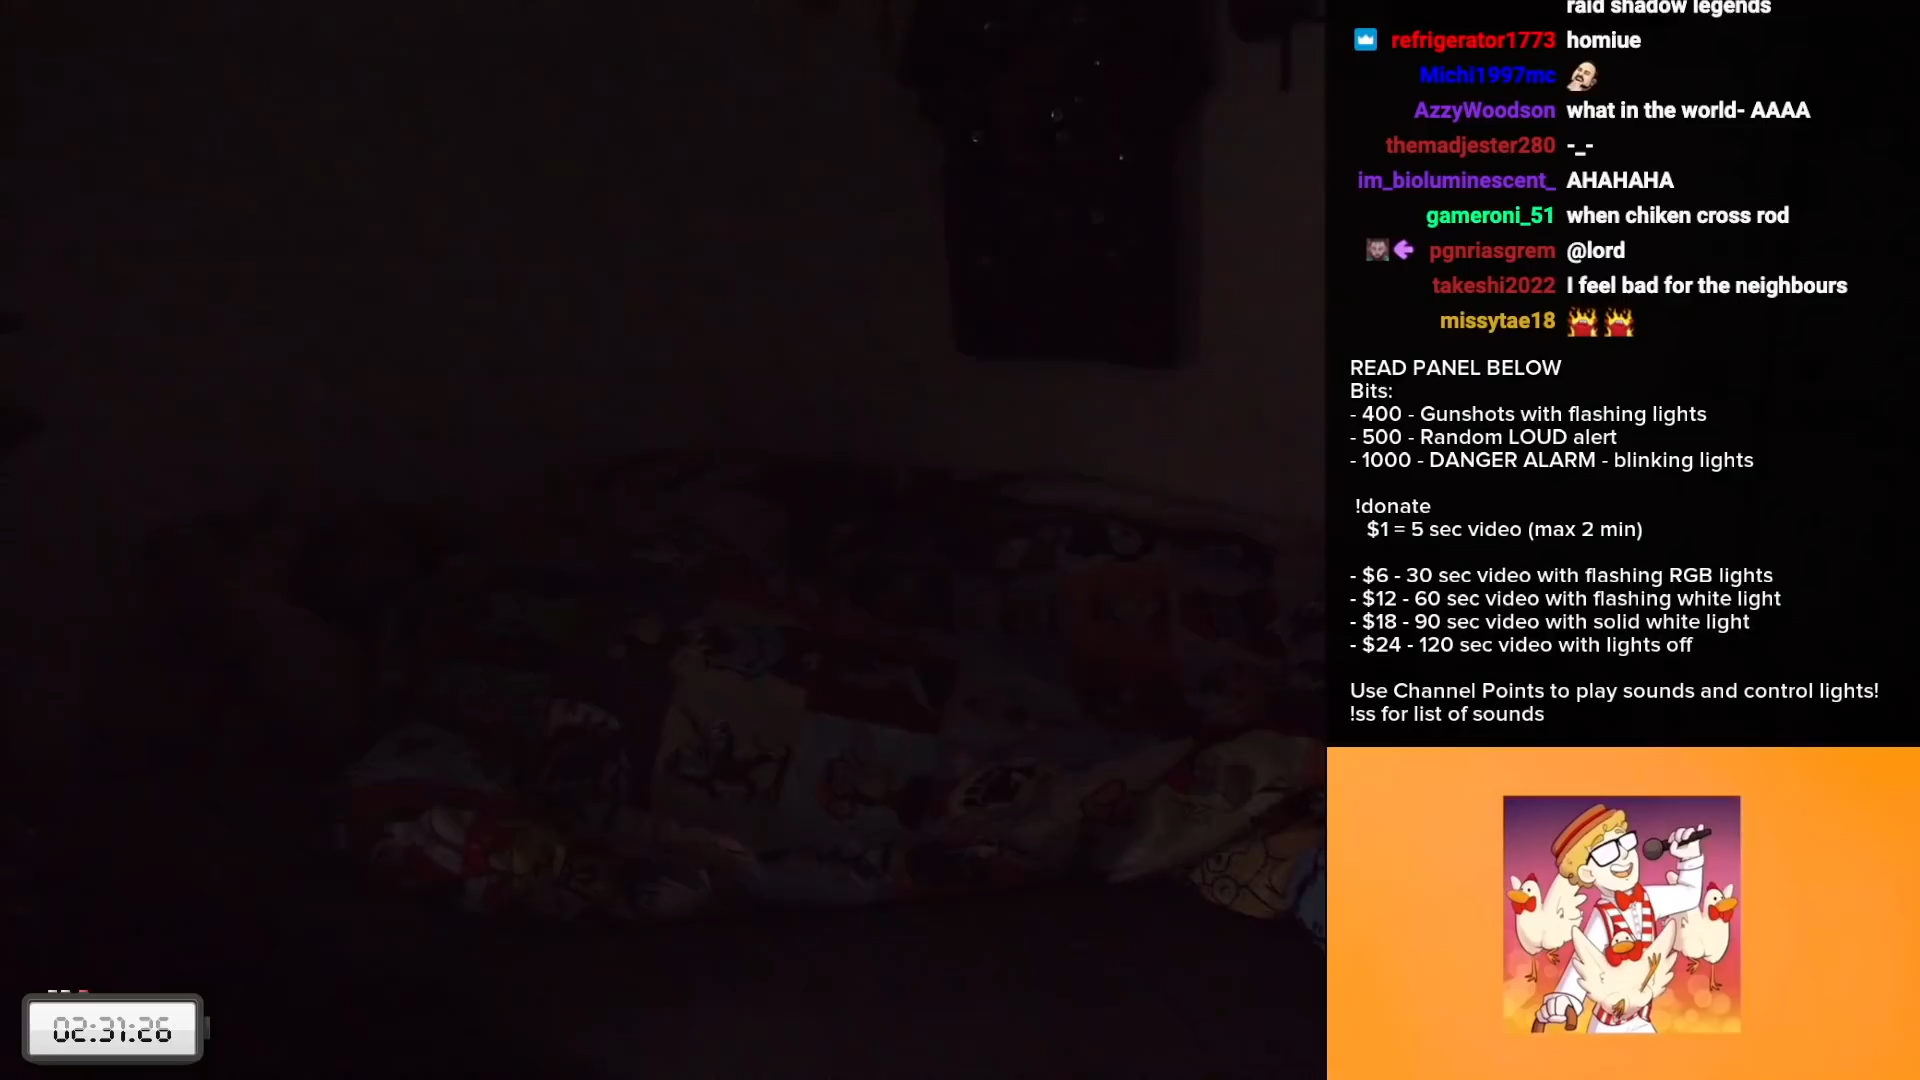 raid shadow legends
refrigerator1773 homiue
Michi1997mc
AzzyWoodson what in the world- AAAA
themadjester280 -_-
im_bioluminescent_ AHAHAHA
gameroni_51 when chiken cross rod
pgnriasgrem @lord
takeshi2022 I feel bad for the neighbours
missytae18
READ PANEL BELOW
Bits:
- 400 - Gunshots with flashing lights
- 500 - Random LOUD alert
- 1000 - DANGER ALARM - blinking lights
!donate
$1 = 5 sec video (max 2 min)
- $6 - 30 sec video with flashing RGB lights
- $12 - 60 sec video with flashing white light
- $18 - 90 sec video with solid white light
- $24 - 120 sec video with lights off
Use Channel Points to play sounds and control lights!
!ss for list of sounds
02:31:26